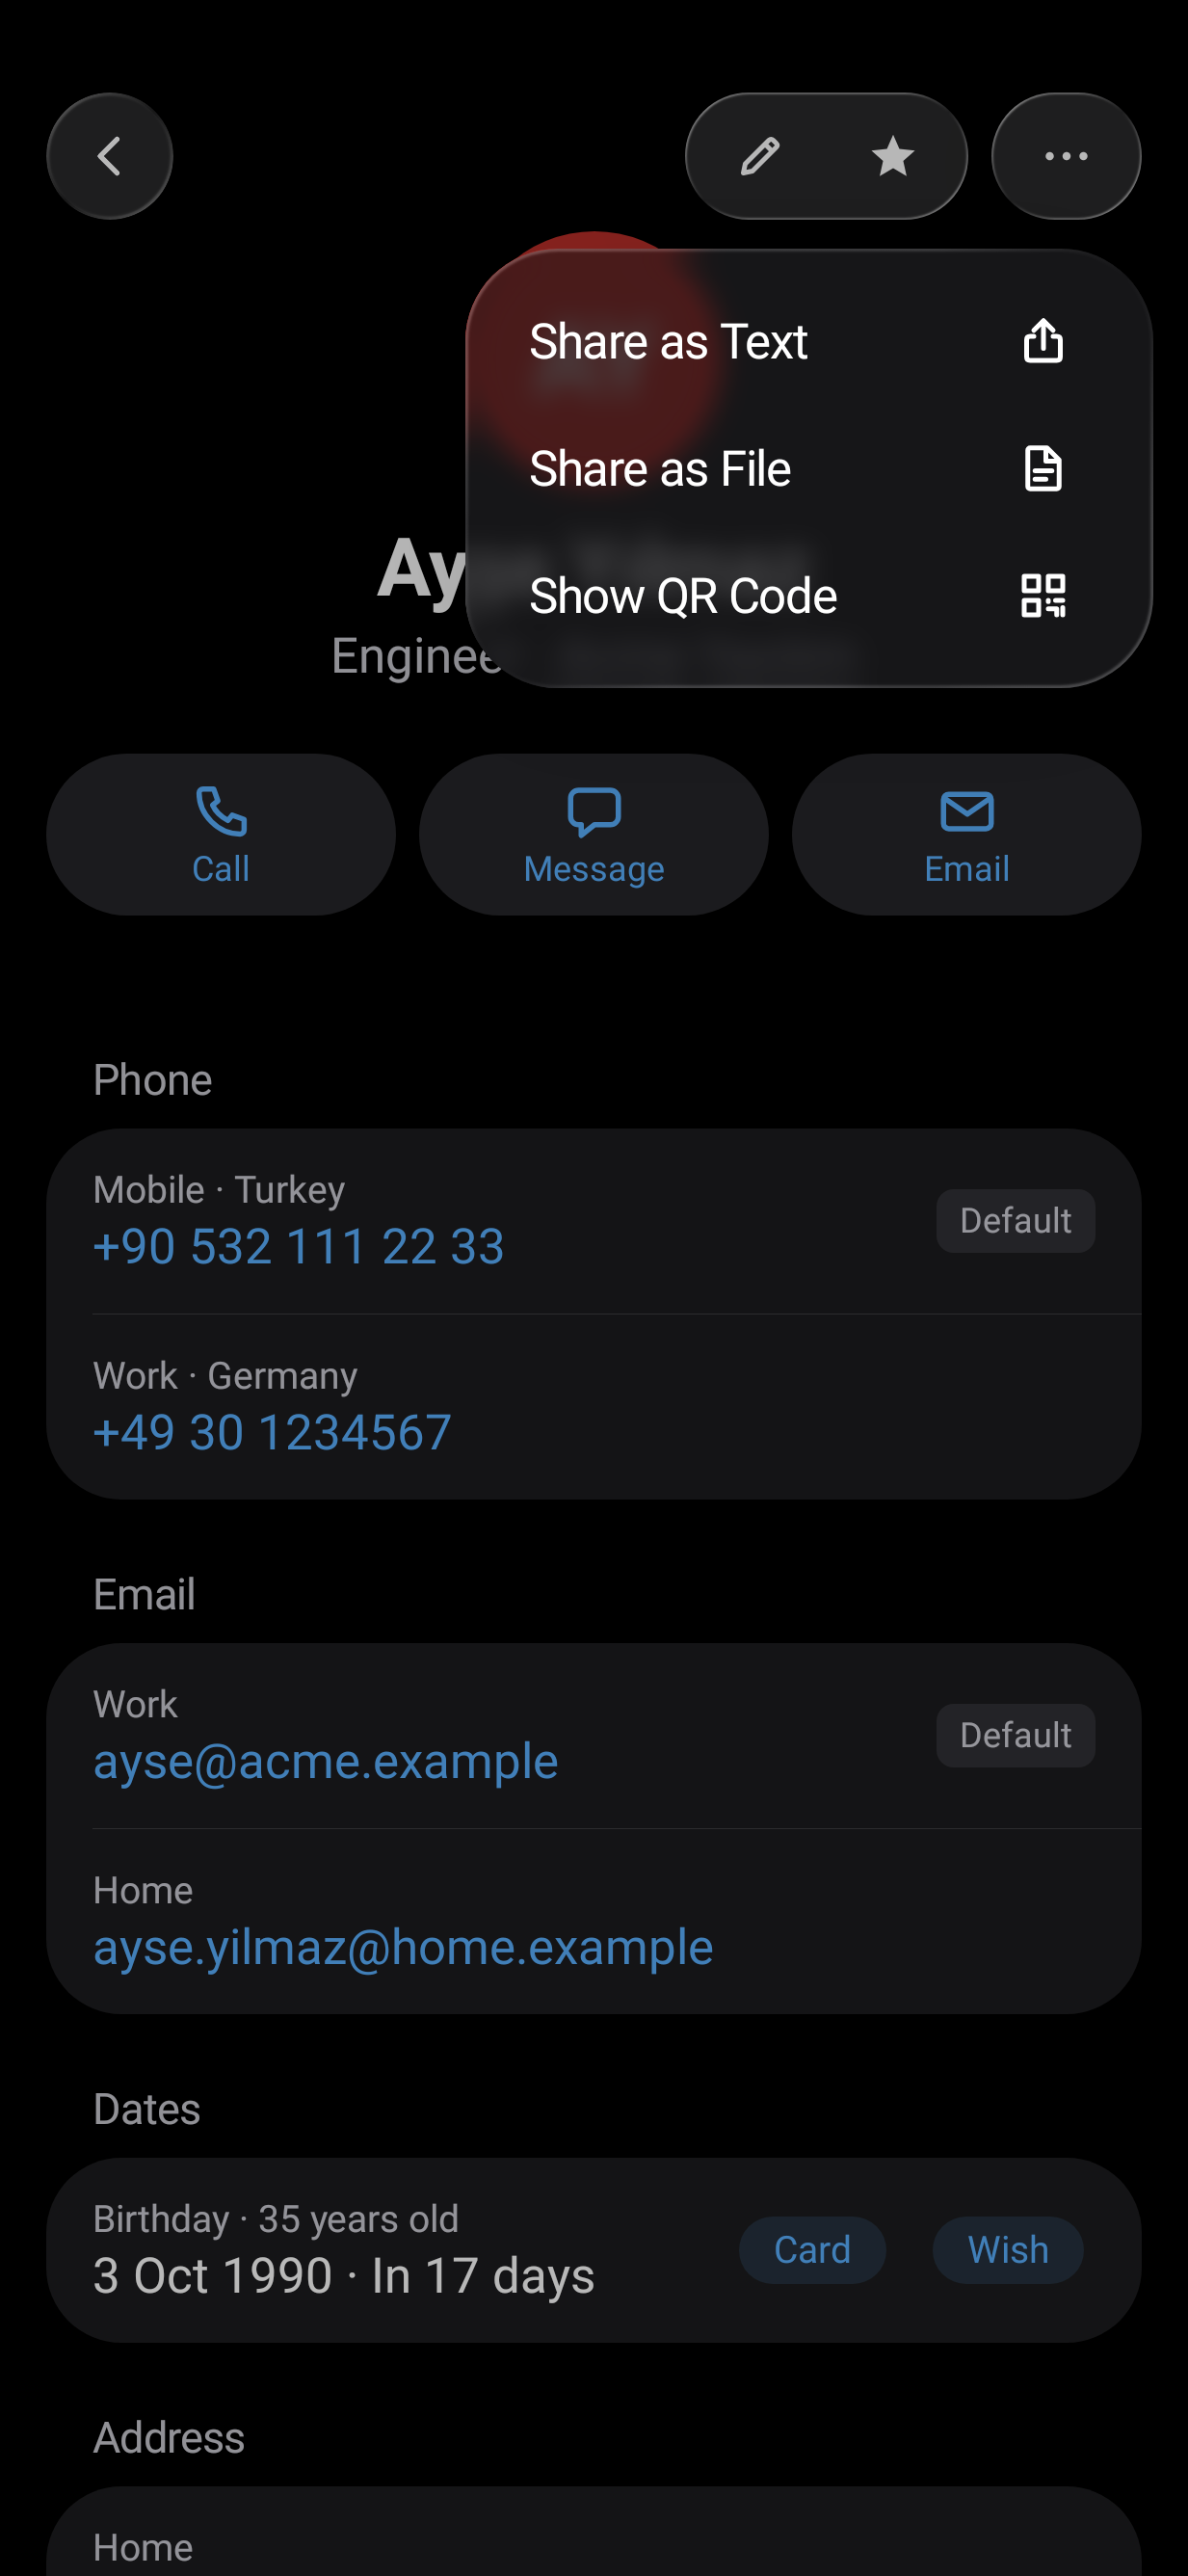 Share as Text
Share as File
Show QR Code
Call
Message
Email
Phone
Mobile · Turkey
Default
+90 532 111 22 33
Work · Germany
+49 30 1234567
Email
Work
Default
ayse@acme.example
Home
ayse.yilmaz@home.example
Dates
Birthday · 35 years old
3 Oct 1990 · In 17 days
Card
Wish
Address
Home